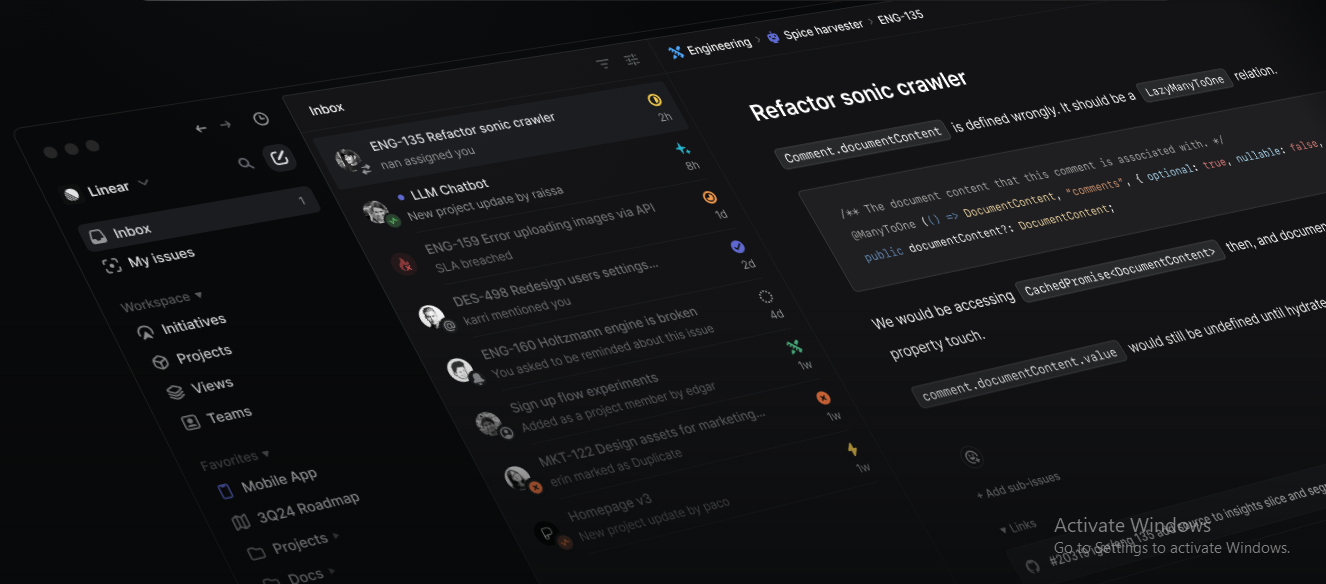 Linear
Inbox
1
My issues
Workspace
Initiatives
Projects
Views
Teams
Favorites
Mobile App
3Q24 Roadmap
Projects
Docs
Inbox
ENG-135 Refactor sonic crawler
nan assigned you
2h
LLM Chatbot
New project update by raissa
8h
ENG-159 Error uploading images via API
SLA breached
1d
DES-498 Redesign users settings...
karri mentioned you
2d
ENG-160 Holtzmann engine is broken
You asked to be reminded about this issue
4d
Sign up flow experiments
Added as a project member by edgar
1w
MKT-122 Design assets for marketing...
erin marked as Duplicate
1w
Homepage v3
New project update by paco
1w
Engineering › Spice harvester › ENG-135
Refactor sonic crawler
Comment.documentContent is defined wrongly. It should be a LazyManyToOne relation.
/** The document content that this comment is associated with. */
@ManyToOne (() => DocumentContent, "comments", { optional: true, nullable: false,
public documentContent?: DocumentContent;
We would be accessing CachedPromise<DocumentContent> then, and documen
property touch.
comment.documentContent.value would still be undefined until hydrate
+ Add sub-issues
Links
add source to insights slice and seg
Activate Windows
Go to Settings to activate Windows.